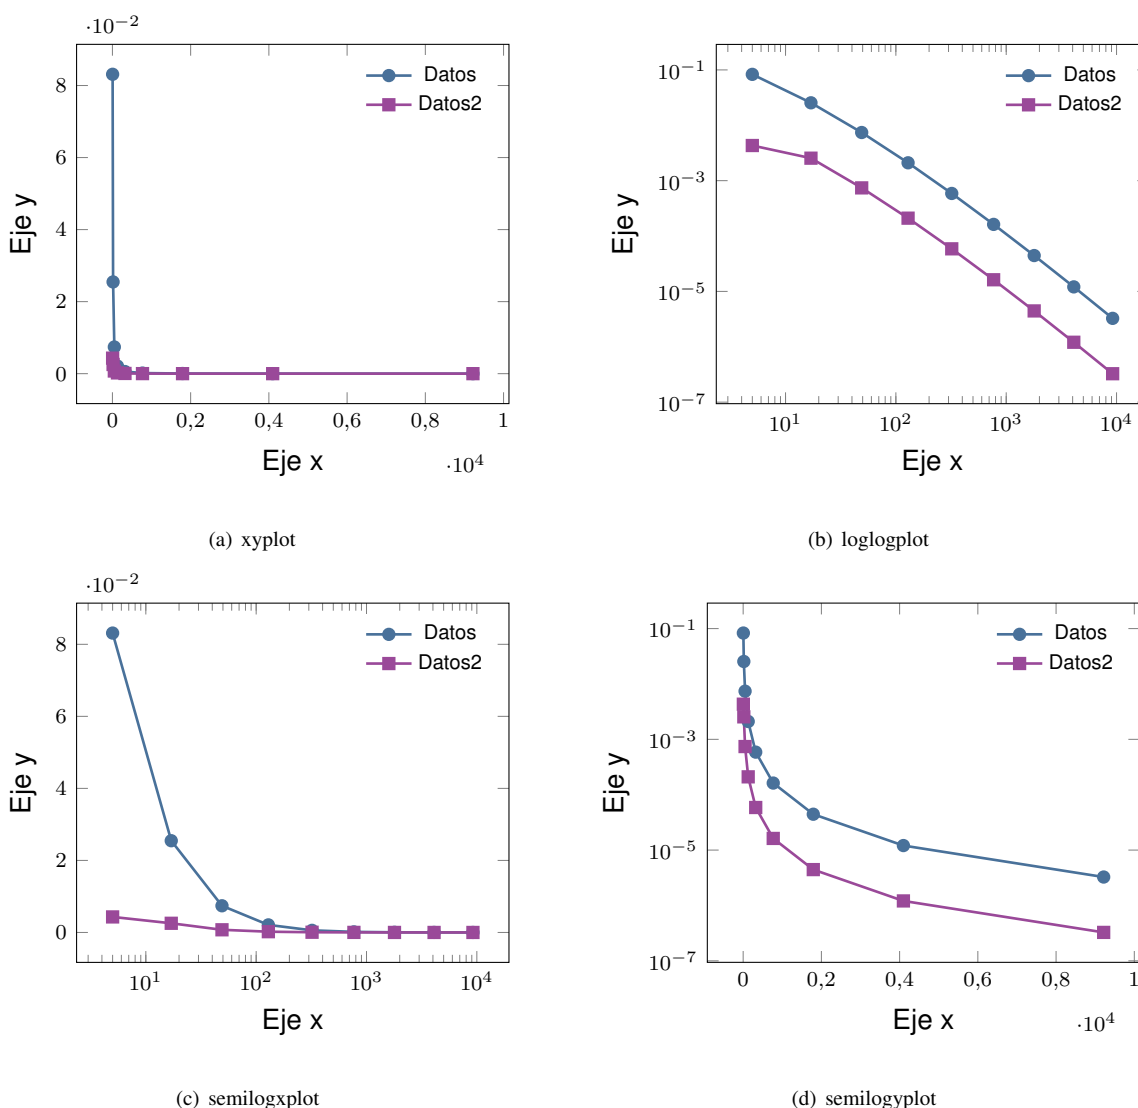 ·10⁻²
Datos
Datos2
8
6
4
2
0
Eje y
0 0,2 0,4 0,6 0,8 1
Eje x
·10⁴
(a) xyplot
Datos
Datos2
10⁻¹
10⁻³
10⁻⁵
10⁻⁷
Eje y
10¹ 10² 10³ 10⁴
Eje x
(b) loglogplot
·10⁻²
Datos
Datos2
8
6
4
2
0
Eje y
10¹ 10² 10³ 10⁴
Eje x
(c) semilogxplot
Datos
Datos2
10⁻¹
10⁻³
10⁻⁵
10⁻⁷
Eje y
0 0,2 0,4 0,6 0,8
Eje x
·10⁴
(d) semilogyplot